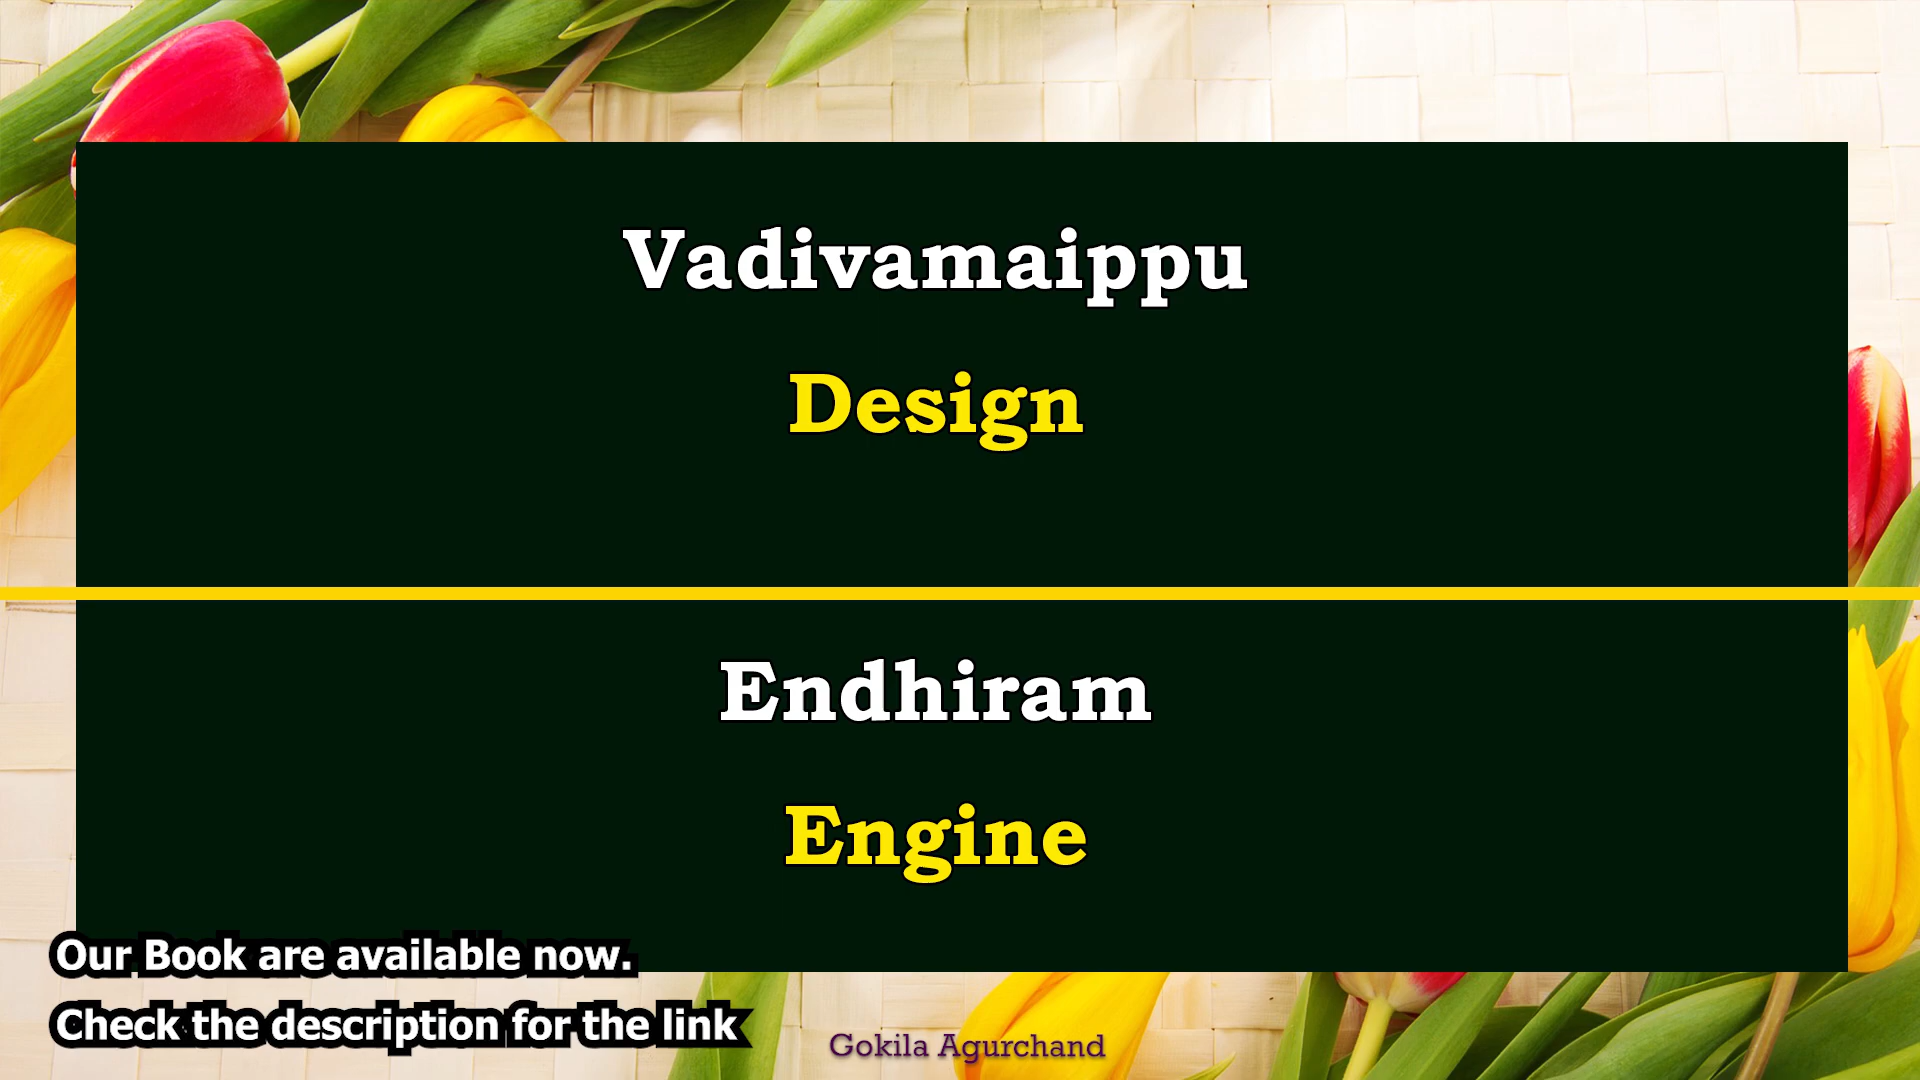 Vadivamaippu
Design
Endhiram
Engine
Our Book are available now.
Check the description for the link
Gokila Agurchand